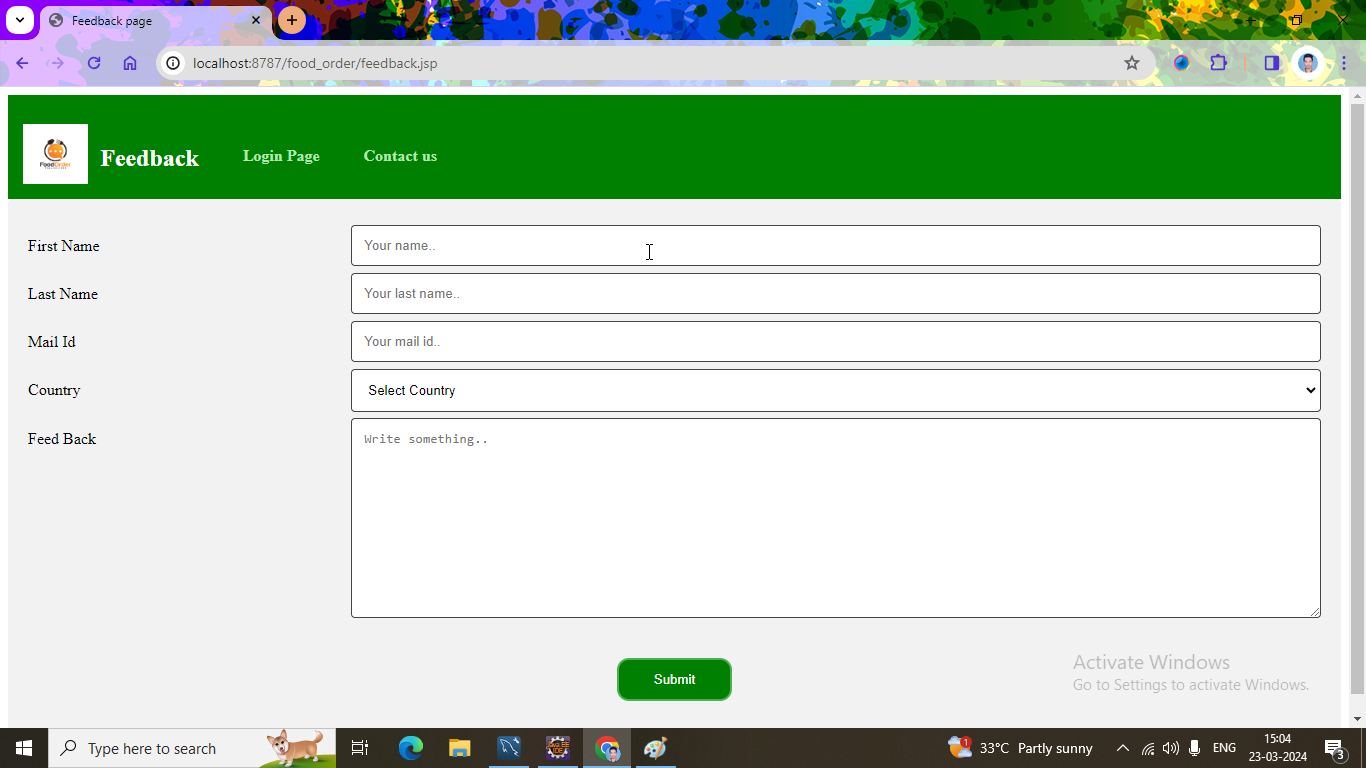 Feedback page
localhost:8787/food_order/feedback.jsp
FoodOrder
Feedback
Login Page
Contact us
First Name
Your name..
Last Name
Your last name..
Mail Id
Your mail id..
Country
Select Country
Feed Back
Write something..
Submit
Activate Windows
Go to Settings to activate Windows.
Type here to search
1
33°C Partly sunny
ENG
15:04
23-03-2024
3